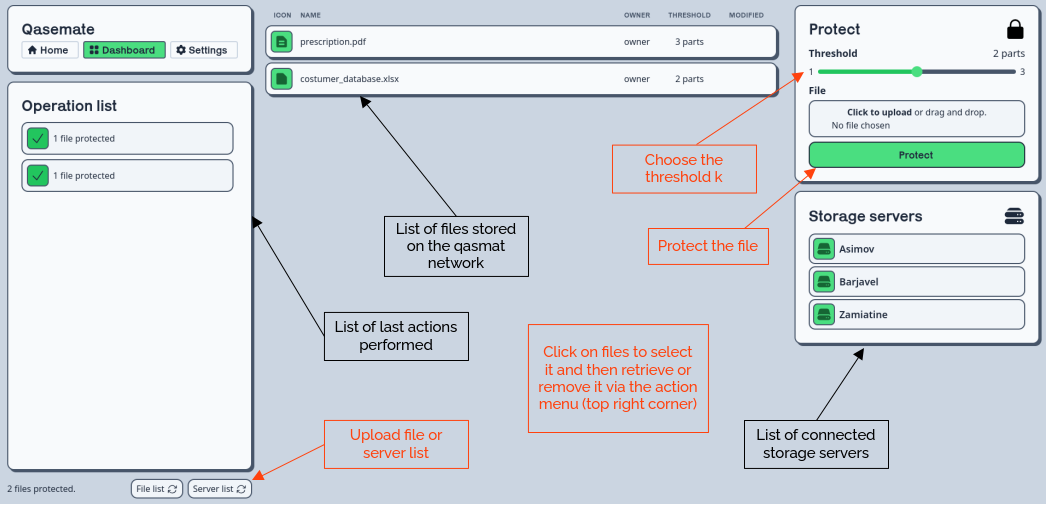 Qasemate
Home
Dashboard
Settings
Operation list
1 file protected
1 file protected
2 files protected.
File list
Server list
ICON NAME OWNER THRESHOLD MODIFIED
prescription.pdf owner 3 parts
costumer_database.xlsx owner 2 parts
List of files stored
on the qasmat
network
List of last actions
performed
Upload file or
server list
Choose the
threshold k
Protect the file
Click on files to select
it and then retrieve or
remove it via the action
menu (top right corner)
List of connected
storage servers
Protect
Threshold 2 parts
1 3
File
Click to upload or drag and drop.
No file chosen
Protect
Storage servers
Asimov
Barjavel
Zamiatine